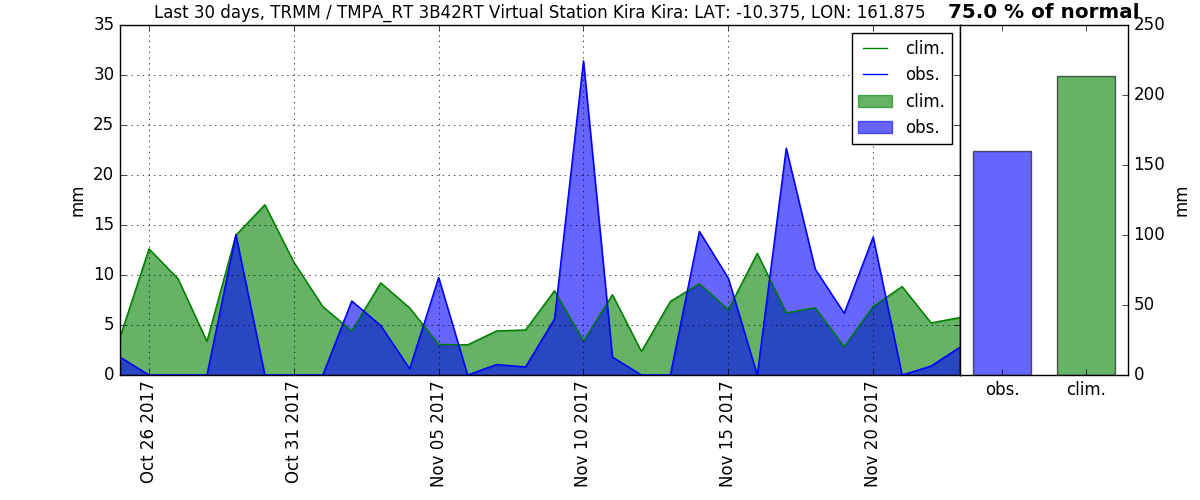 Last 30 days, TRMM / TMPA_RT 3B42RT Virtual Station Kira Kira: LAT: -10.375, LON: 161.875
75.0 % of normal
35
30
25
20
15
10
5
0
mm
clim.
obs.
clim.
obs.
250
200
150
100
50
0
mm
obs.
clim.
Oct 26 2017
Oct 31 2017
Nov 05 2017
Nov 10 2017
Nov 15 2017
Nov 20 2017